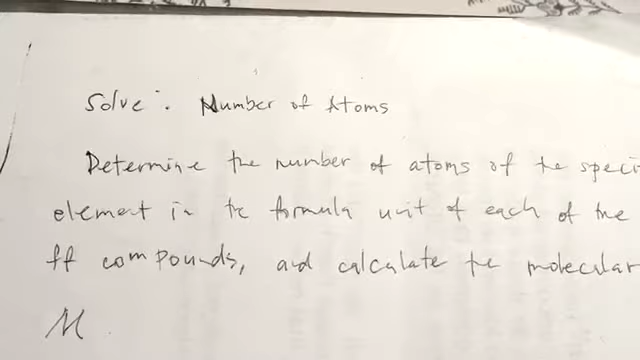 Solve: Number of Atoms
Determine the number of atoms of the speci
element in the formula unit of each of the
ff compounds, and calculate the molecular
M